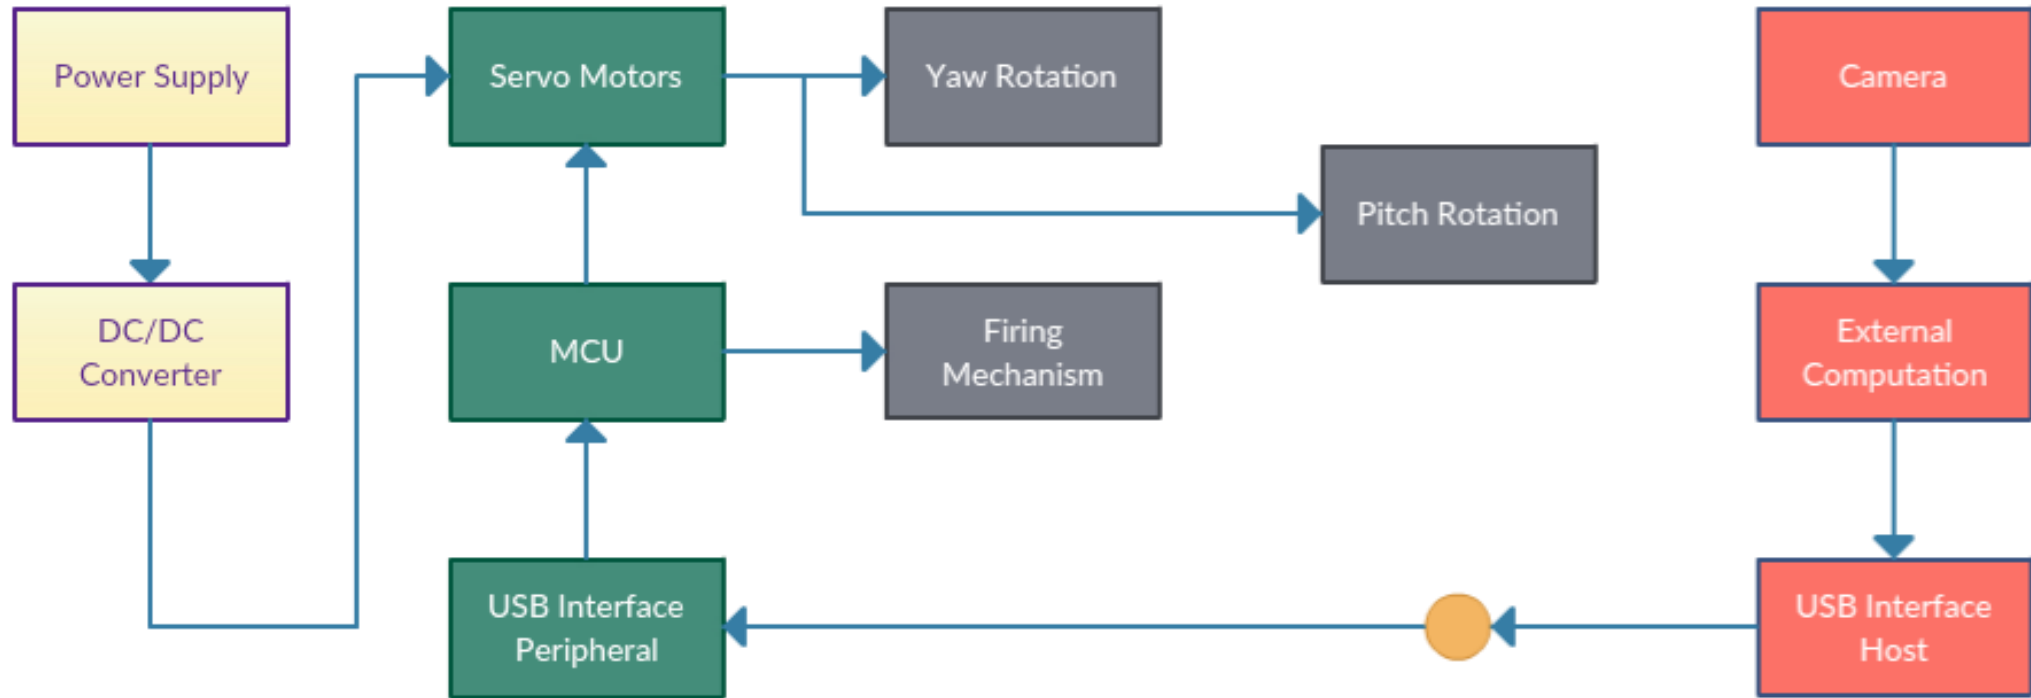 Power Supply
Servo Motors
Yaw Rotation
Camera
Pitch Rotation
DC/DC
Converter
MCU
Firing
Mechanism
External
Computation
USB Interface
Peripheral
USB Interface
Host